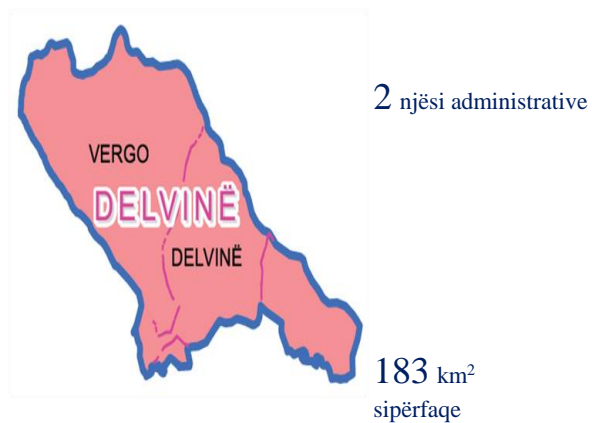 2 njësi administrative
VERGO
DELVINË
DELVINË
183 km²
sipërfaqe